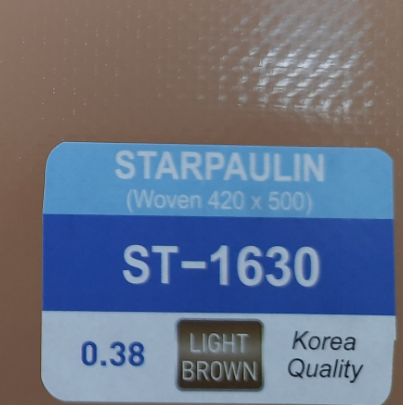 STARPAULIN
(Woven 420 x 500)
ST-1630
0.38
LIGHT
BROWN
Korea
Quality